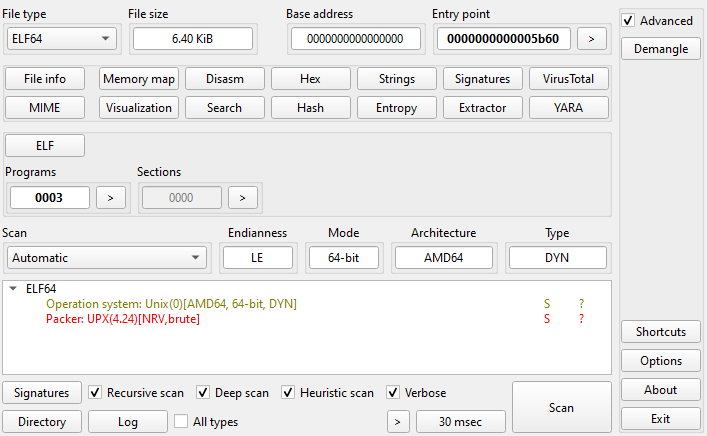 File type File size Base address Entry point Advanced
ELF64 6.40 KiB 0000000000000000 0000000000005b60 > Demangle
File info Memory map Disasm Hex Strings Signatures VirusTotal
MIME Visualization Search Hash Entropy Extractor YARA
ELF
Programs Sections
0003 > 0000 >
Scan Endianness Mode Architecture Type
Automatic LE 64-bit AMD64 DYN
ELF64
Operation system: Unix(0)[AMD64, 64-bit, DYN] S ?
Packer: UPX(4.24)[NRV,brute] S ?
Shortcuts
Options
Signatures Recursive scan Deep scan Heuristic scan Verbose Scan About
Directory Log All types > 30 msec Exit